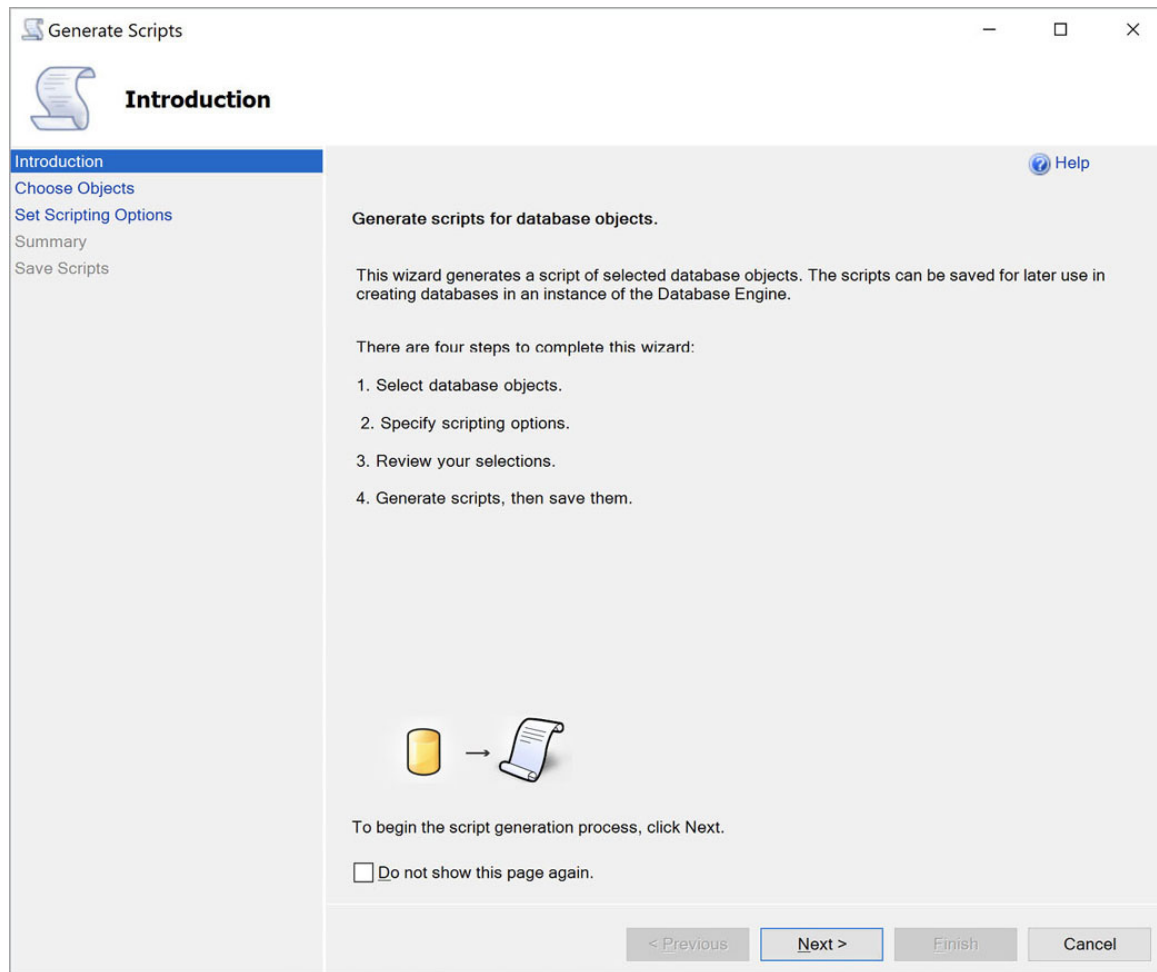 Generate Scripts
Introduction
Introduction
Choose Objects
Set Scripting Options
Summary
Save Scripts
Help
Generate scripts for database objects.
This wizard generates a script of selected database objects. The scripts can be saved for later use in
creating databases in an instance of the Database Engine.
There are four steps to complete this wizard:
1. Select database objects.
2. Specify scripting options.
3. Review your selections.
4. Generate scripts, then save them.
To begin the script generation process, click Next.
Do not show this page again.
< Previous
Next >
Finish
Cancel